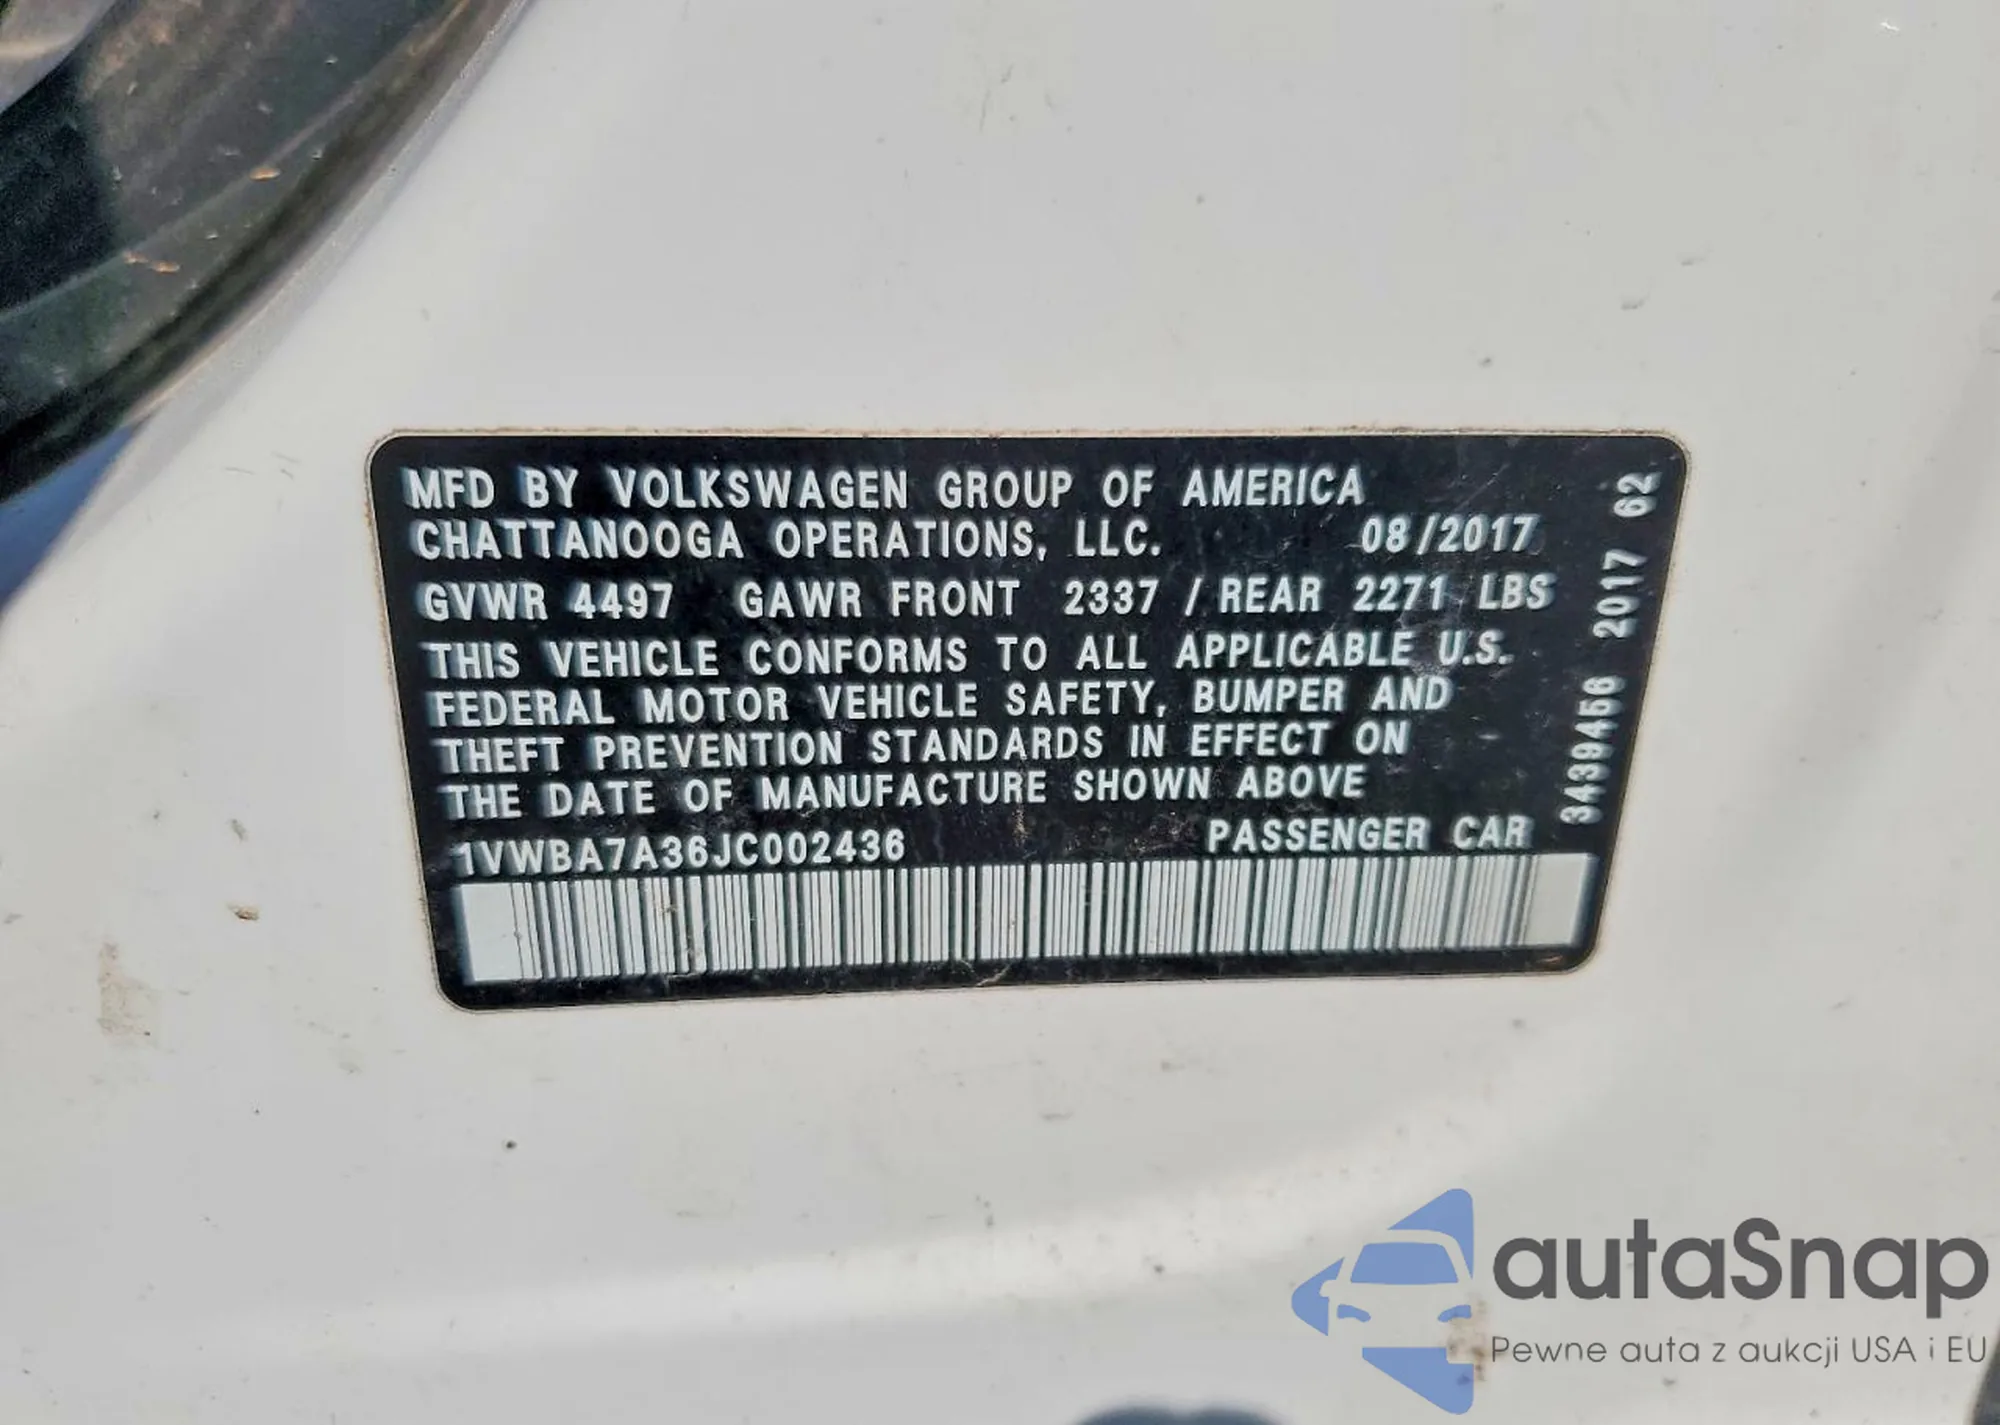 MFD BY VOLKSWAGEN GROUP OF AMERICA
CHATTANOOGA OPERATIONS, LLC. 08/2017
GVWR 4497 GAWR FRONT 2337 / REAR 2271 LBS
THIS VEHICLE CONFORMS TO ALL APPLICABLE U.S.
FEDERAL MOTOR VEHICLE SAFETY, BUMPER AND
THEFT PREVENTION STANDARDS IN EFFECT ON
THE DATE OF MANUFACTURE SHOWN ABOVE
1VWBA7A36JC002436 PASSENGER CAR
3439456 2017 62
autaSnap
Pewne auta z aukcji USA i EU